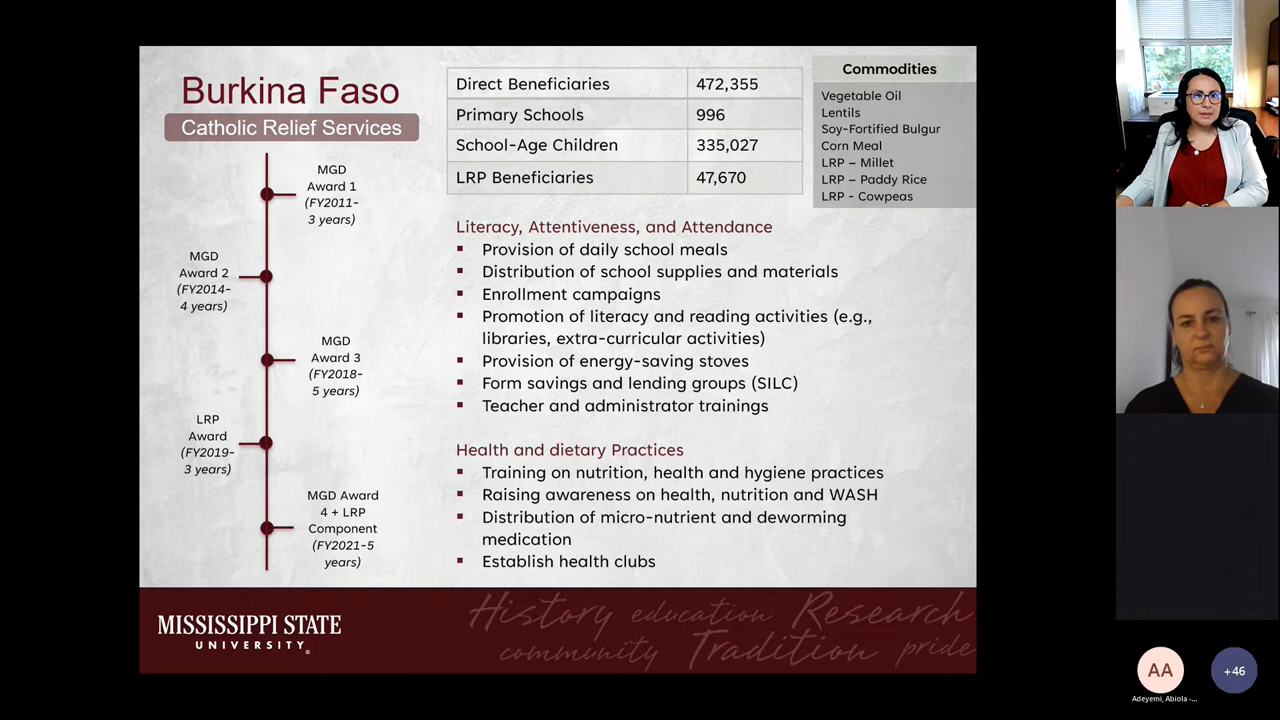 Burkina Faso
Catholic Relief Services
MGD
Award 1
(FY2011-
3 years)
MGD
Award 2
(FY2014-
4 years)
MGD
Award 3
(FY2018-
5 years)
LRP
Award
(FY2019-
3 years)
MGD Award
4 + LRP
Component
(FY2021-5
years)
Direct Beneficiaries 472,355
Primary Schools 996
School-Age Children 335,027
LRP Beneficiaries 47,670
Commodities
Vegetable Oil
Lentils
Soy-Fortified Bulgur
Corn Meal
LRP – Millet
LRP – Paddy Rice
LRP - Cowpeas
Literacy, Attentiveness, and Attendance
▪ Provision of daily school meals
▪ Distribution of school supplies and materials
▪ Enrollment campaigns
▪ Promotion of literacy and reading activities (e.g.,
libraries, extra-curricular activities)
▪ Provision of energy-saving stoves
▪ Form savings and lending groups (SILC)
▪ Teacher and administrator trainings
Health and dietary Practices
▪ Training on nutrition, health and hygiene practices
▪ Raising awareness on health, nutrition and WASH
▪ Distribution of micro-nutrient and deworming
medication
▪ Establish health clubs
MISSISSIPPI STATE
UNIVERSITY®
History education Research
community Tradition pride
AA
+46
Adeyemi, Abiola -...